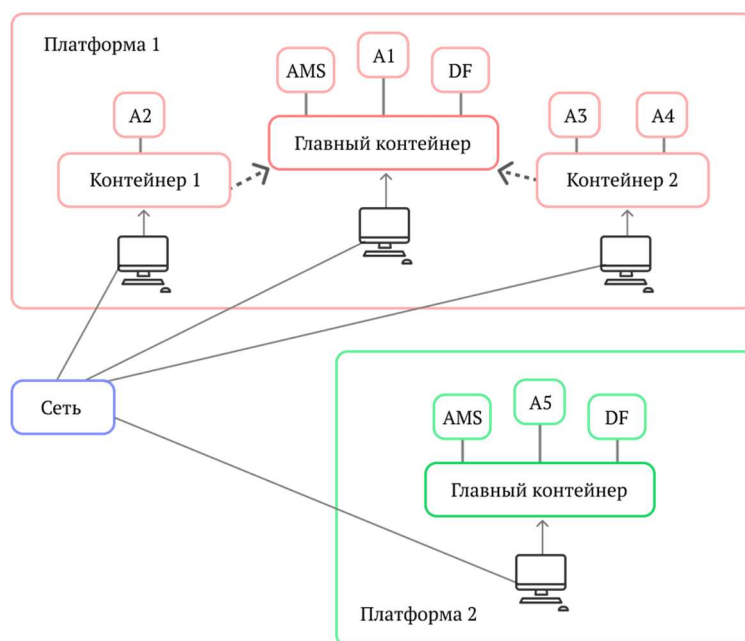 Платформа 1
AMS
A1
DF
A2
Главный контейнер
A3
A4
Контейнер 1
Контейнер 2
Сеть
AMS
A5
DF
Главный контейнер
Платформа 2